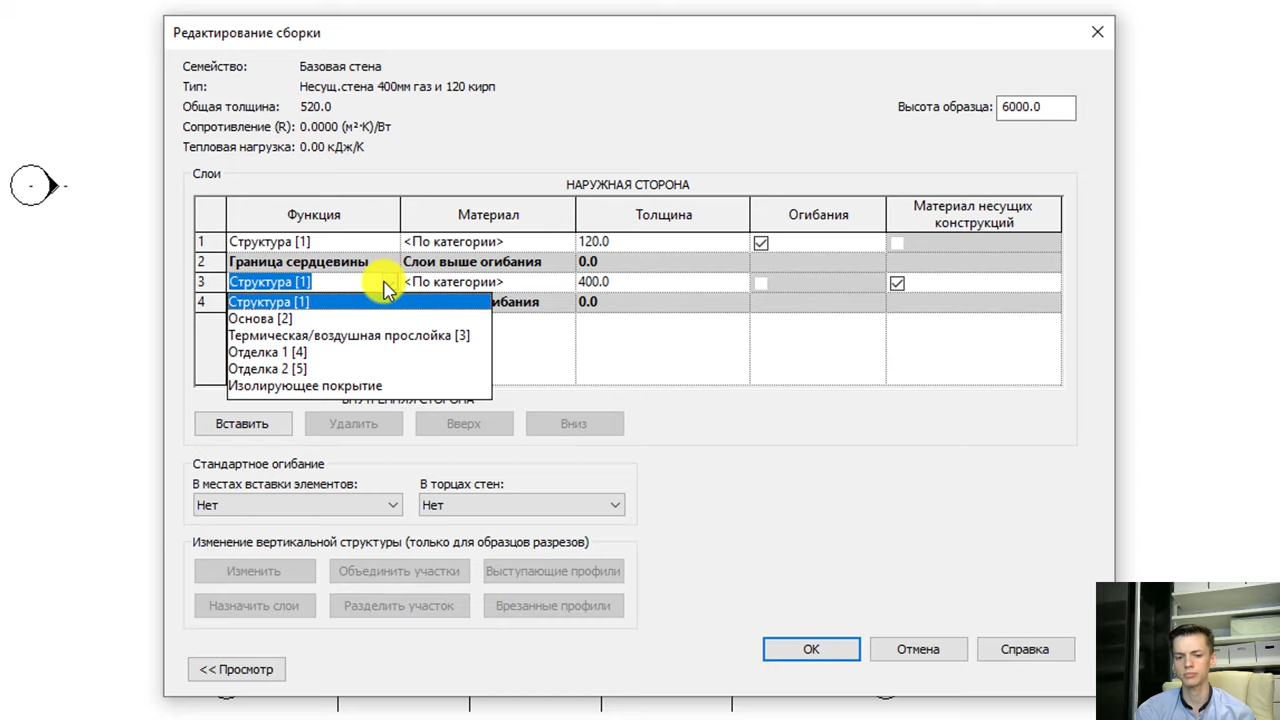 Редактирование сборки
Семейство: Базовая стена
Тип: Несущ.стена 400мм газ и 120 кирп
Общая толщина: 520.0
Высота образца: 6000.0
Сопротивление (R): 0.0000 (м²·К)/Вт
Тепловая нагрузка: 0.00 кДж/К
Слои
НАРУЖНАЯ СТОРОНА
Функция Материал Толщина Огибания Материал несущих конструкций
1 Структура [1] <По категории> 120.0
2 Граница сердцевины Слои выше огибания 0.0
3 Структура [1] <По категории> 400.0
4 ибания 0.0
Структура [1]
Основа [2]
Термическая/воздушная прослойка [3]
Отделка 1 [4]
Отделка 2 [5]
Изолирующее покрытие
ВНУТРЕННЯЯ СТОРОНА
Вставить Удалить Вверх Вниз
Стандартное огибание
В местах вставки элементов: В торцах стен:
Нет Нет
Изменение вертикальной структуры (только для образцов разрезов)
Изменить Объединить участки Выступающие профили
Назначить слои Разделить участок Врезанные профили
OK Отмена Справка
<< Просмотр